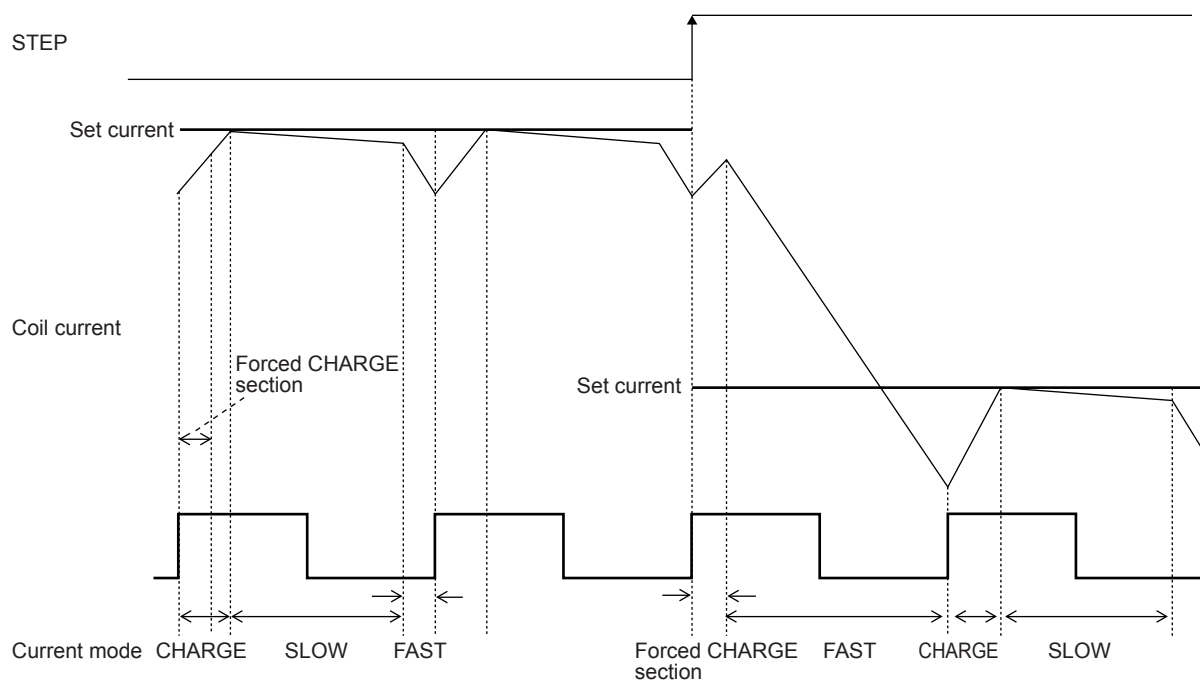 STEP
Set current
Coil current
Forced CHARGE
section
Set current
Current mode CHARGE SLOW FAST Forced CHARGE FAST CHARGE SLOW
section